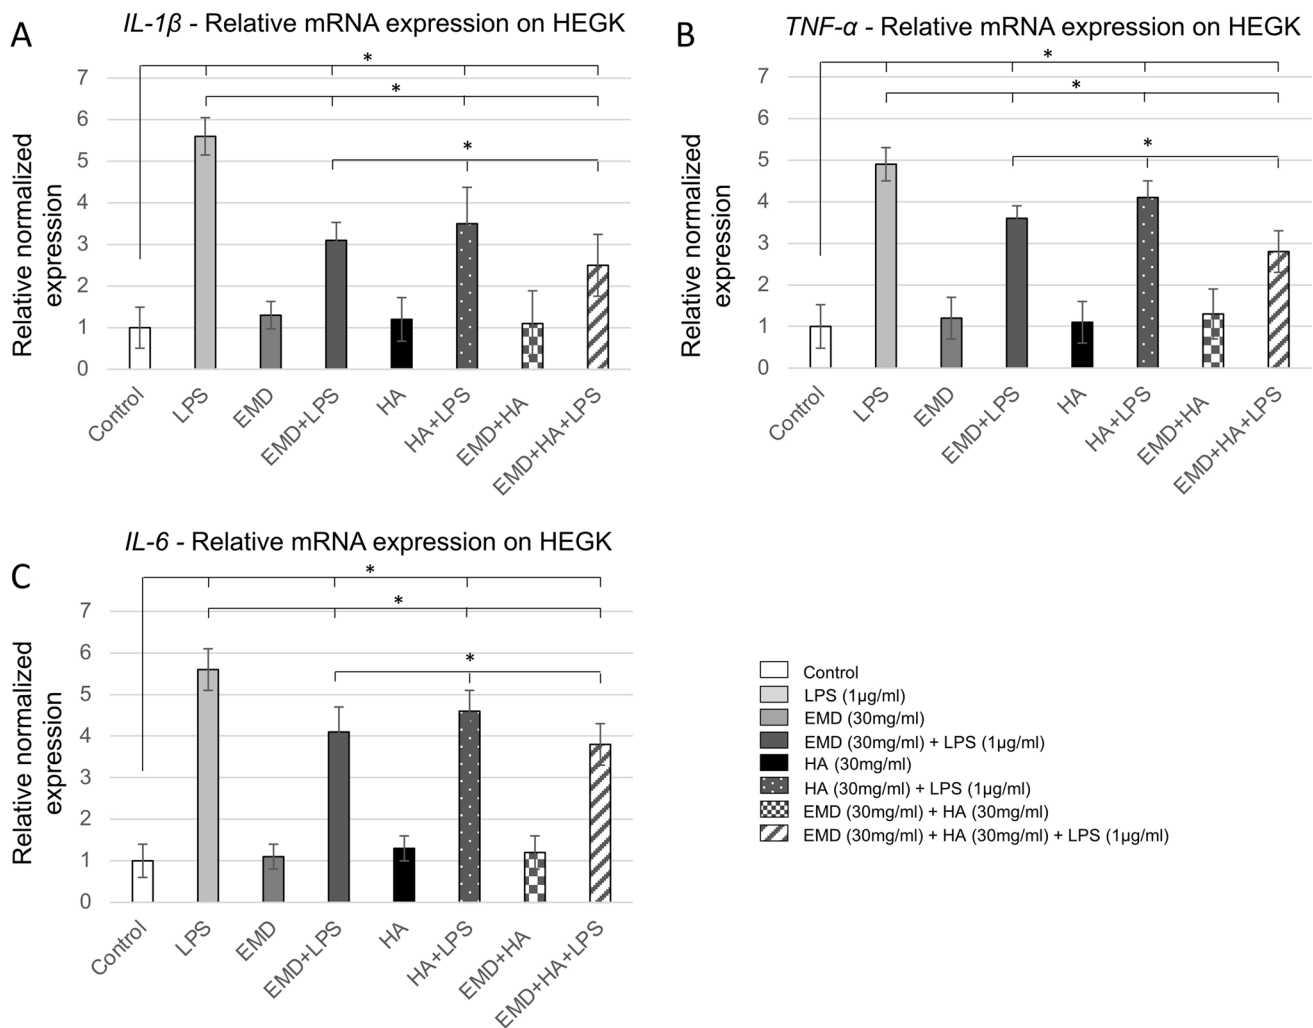 A
IL-1β - Relative mRNA expression on HEGK
*
*
*
Relative normalized
expression
7
6
5
4
3
2
1
0
Control
LPS
EMD
EMD+LPS
HA
HA+LPS
EMD+HA
EMD+HA+LPS
B
TNF-α - Relative mRNA expression on HEGK
*
*
*
Relative normalized
expression
7
6
5
4
3
2
1
0
Control
LPS
EMD
EMD+LPS
HA
HA+LPS
EMD+HA
EMD+HA+LPS
C
IL-6 - Relative mRNA expression on HEGK
*
*
*
Relative normalized
expression
7
6
5
4
3
2
1
0
Control
LPS
EMD
EMD+LPS
HA
HA+LPS
EMD+HA
EMD+HA+LPS
Control
LPS (1µg/ml)
EMD (30mg/ml)
EMD (30mg/ml) + LPS (1µg/ml)
HA (30mg/ml)
HA (30mg/ml) + LPS (1µg/ml)
EMD (30mg/ml) + HA (30mg/ml)
EMD (30mg/ml) + HA (30mg/ml) + LPS (1µg/ml)